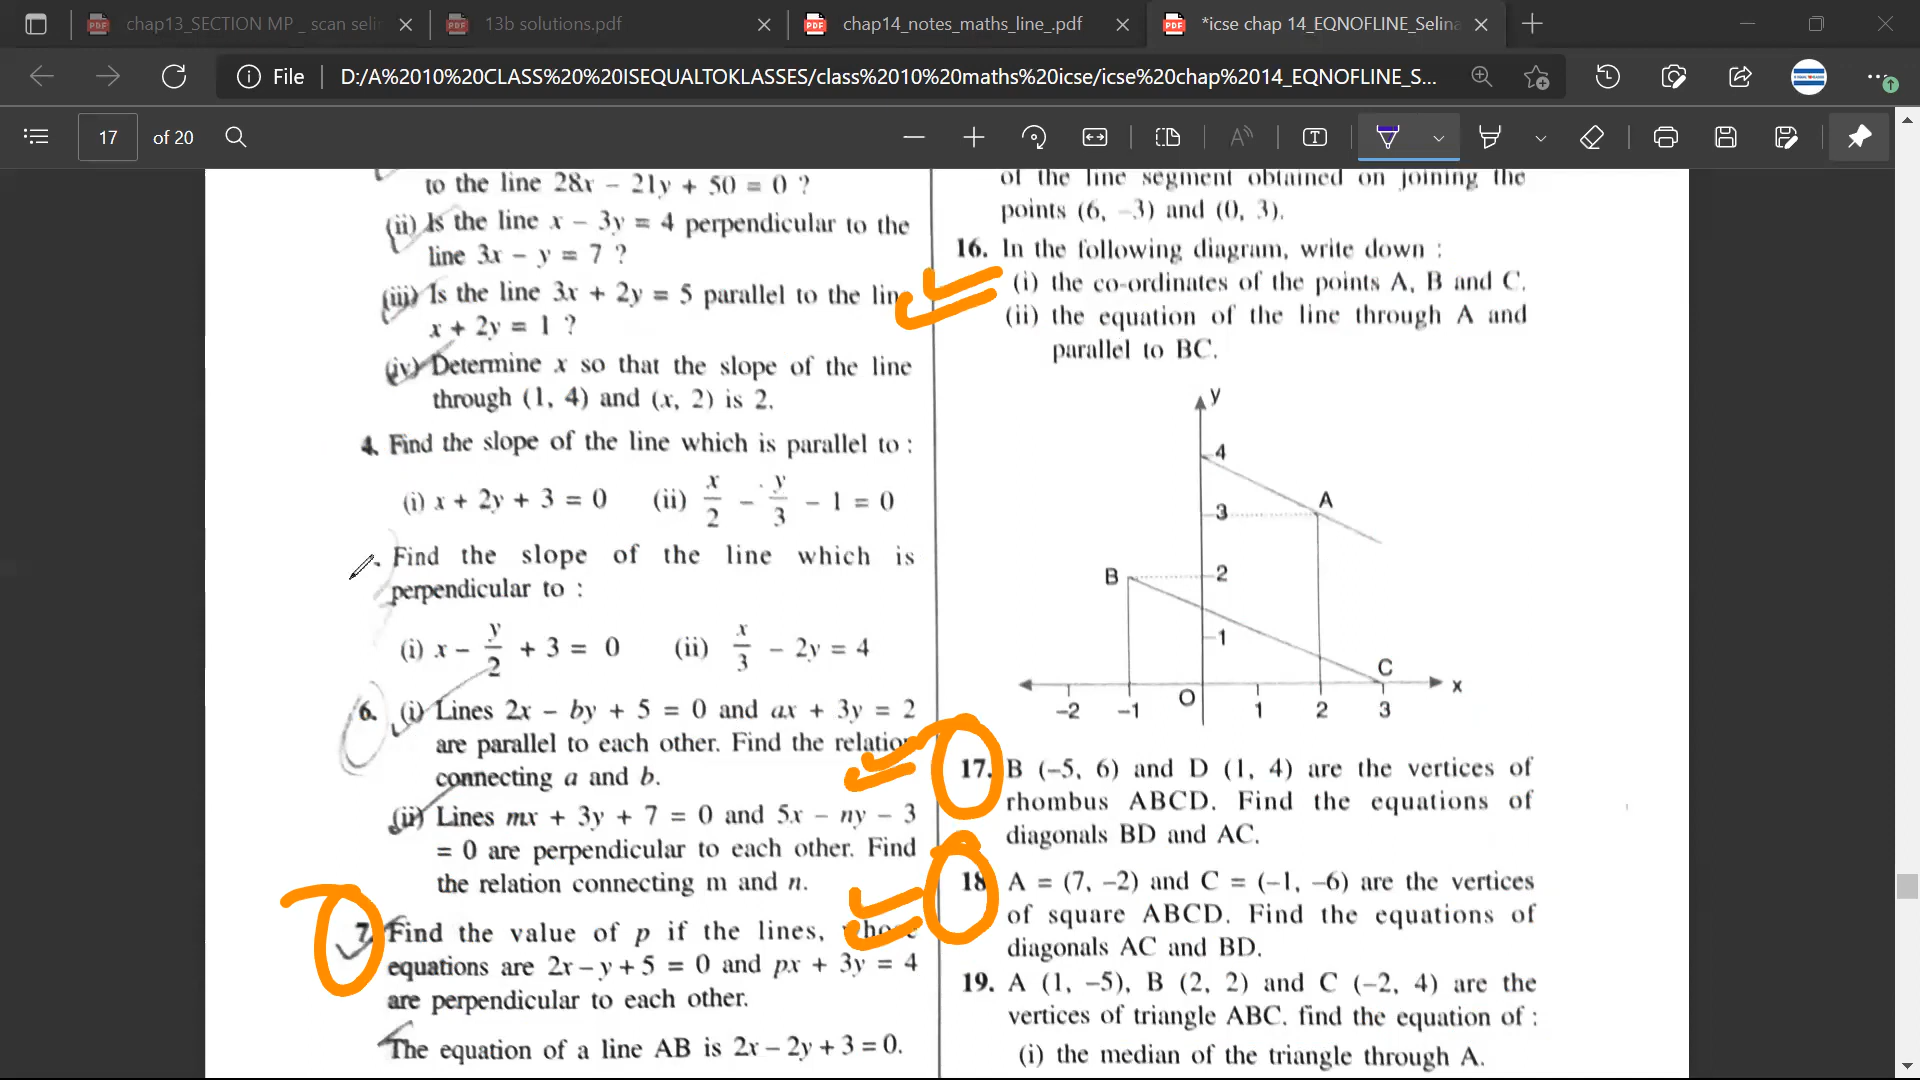 chap13_SECTION MP _ scan selin
13b solutions.pdf
chap14_notes_maths_line_.pdf
*icse chap 14_EQNOFLINE_Selina
File
D:/A%2010%20CLASS%20%20ISEQUALTOKLASSES/class%2010%20maths%20icse/icse%20chap%2014_EQNOFLINE_S...
17 of 20
to the line 28x – 21y + 50 = 0 ?
(ii) Is the line x – 3y = 4 perpendicular to the
line 3x – y = 7 ?
(iii) Is the line 3x + 2y = 5 parallel to the lin
x + 2y = 1 ?
(iv) Determine x so that the slope of the line
through (1, 4) and (x, 2) is 2.
4. Find the slope of the line which is parallel to :
(i) x + 2y + 3 = 0 (ii) x/2 – y/3 – 1 = 0
Find the slope of the line which is
perpendicular to :
(i) x – y/2 + 3 = 0 (ii) x/3 – 2y = 4
6. (i) Lines 2x – by + 5 = 0 and ax + 3y = 2
are parallel to each other. Find the relation
connecting a and b.
(ii) Lines mx + 3y + 7 = 0 and 5x – ny – 3
= 0 are perpendicular to each other. Find
the relation connecting m and n.
7. Find the value of p if the lines, whose
equations are 2x – y + 5 = 0 and px + 3y = 4
are perpendicular to each other.
The equation of a line AB is 2x – 2y + 3 = 0.
of the line segment obtained on joining the
points (6, –3) and (0, 3).
16. In the following diagram, write down :
(i) the co-ordinates of the points A, B and C.
(ii) the equation of the line through A and
parallel to BC.
y
4
A
3
B
2
1
C
x
O
–2 –1 1 2 3
17. B (–5, 6) and D (1, 4) are the vertices of
rhombus ABCD. Find the equations of
diagonals BD and AC.
18 A = (7, –2) and C = (–1, –6) are the vertices
of square ABCD. Find the equations of
diagonals AC and BD.
19. A (1, –5), B (2, 2) and C (–2, 4) are the
vertices of triangle ABC. find the equation of :
(i) the median of the triangle through A.